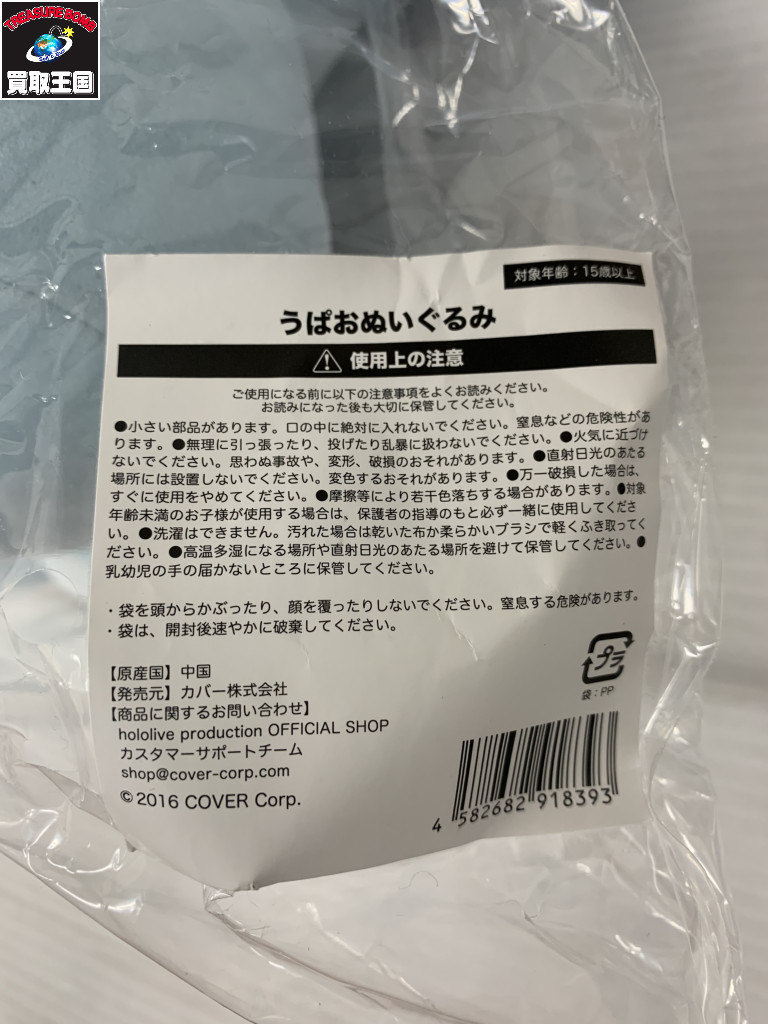 TREASURE BOMB
買取王国
対象年齢：15歳以上
うぱおぬいぐるみ
使用上の注意
ご使用になる前に以下の注意事項をよくお読みください。
お読みになった後も大切に保管してください。
●小さい部品があります。口の中に絶対に入れないでください。窒息などの危険性があ
ります。●無理に引っ張ったり、投げたり乱暴に扱わないでください。●火気に近づけ
ないでください。思わぬ事故や、変形、破損のおそれがあります。●直射日光のあたる
場所には設置しないでください。変色するおそれがあります。●万一破損した場合は、
すぐに使用をやめてください。●摩擦等により若干色落ちする場合があります。●対象
年齢未満のお子様が使用する場合は、保護者の指導のもと必ず一緒に使用してくださ
い。●洗濯はできません。汚れた場合は乾いた布か柔らかいブラシで軽くふき取ってく
ださい。●高温多湿になる場所や直射日光のあたる場所を避けて保管してください。●
乳幼児の手の届かないところに保管してください。
・袋を頭からかぶったり、顔を覆ったりしないでください。窒息する危険があります。
・袋は、開封後速やかに破棄してください。
【原産国】中国
【発売元】カバー株式会社
【商品に関するお問い合わせ】
hololive production OFFICIAL SHOP
カスタマーサポートチーム
shop@cover-corp.com
©2016 COVER Corp.
プラ
袋：PP
4 582682 918393